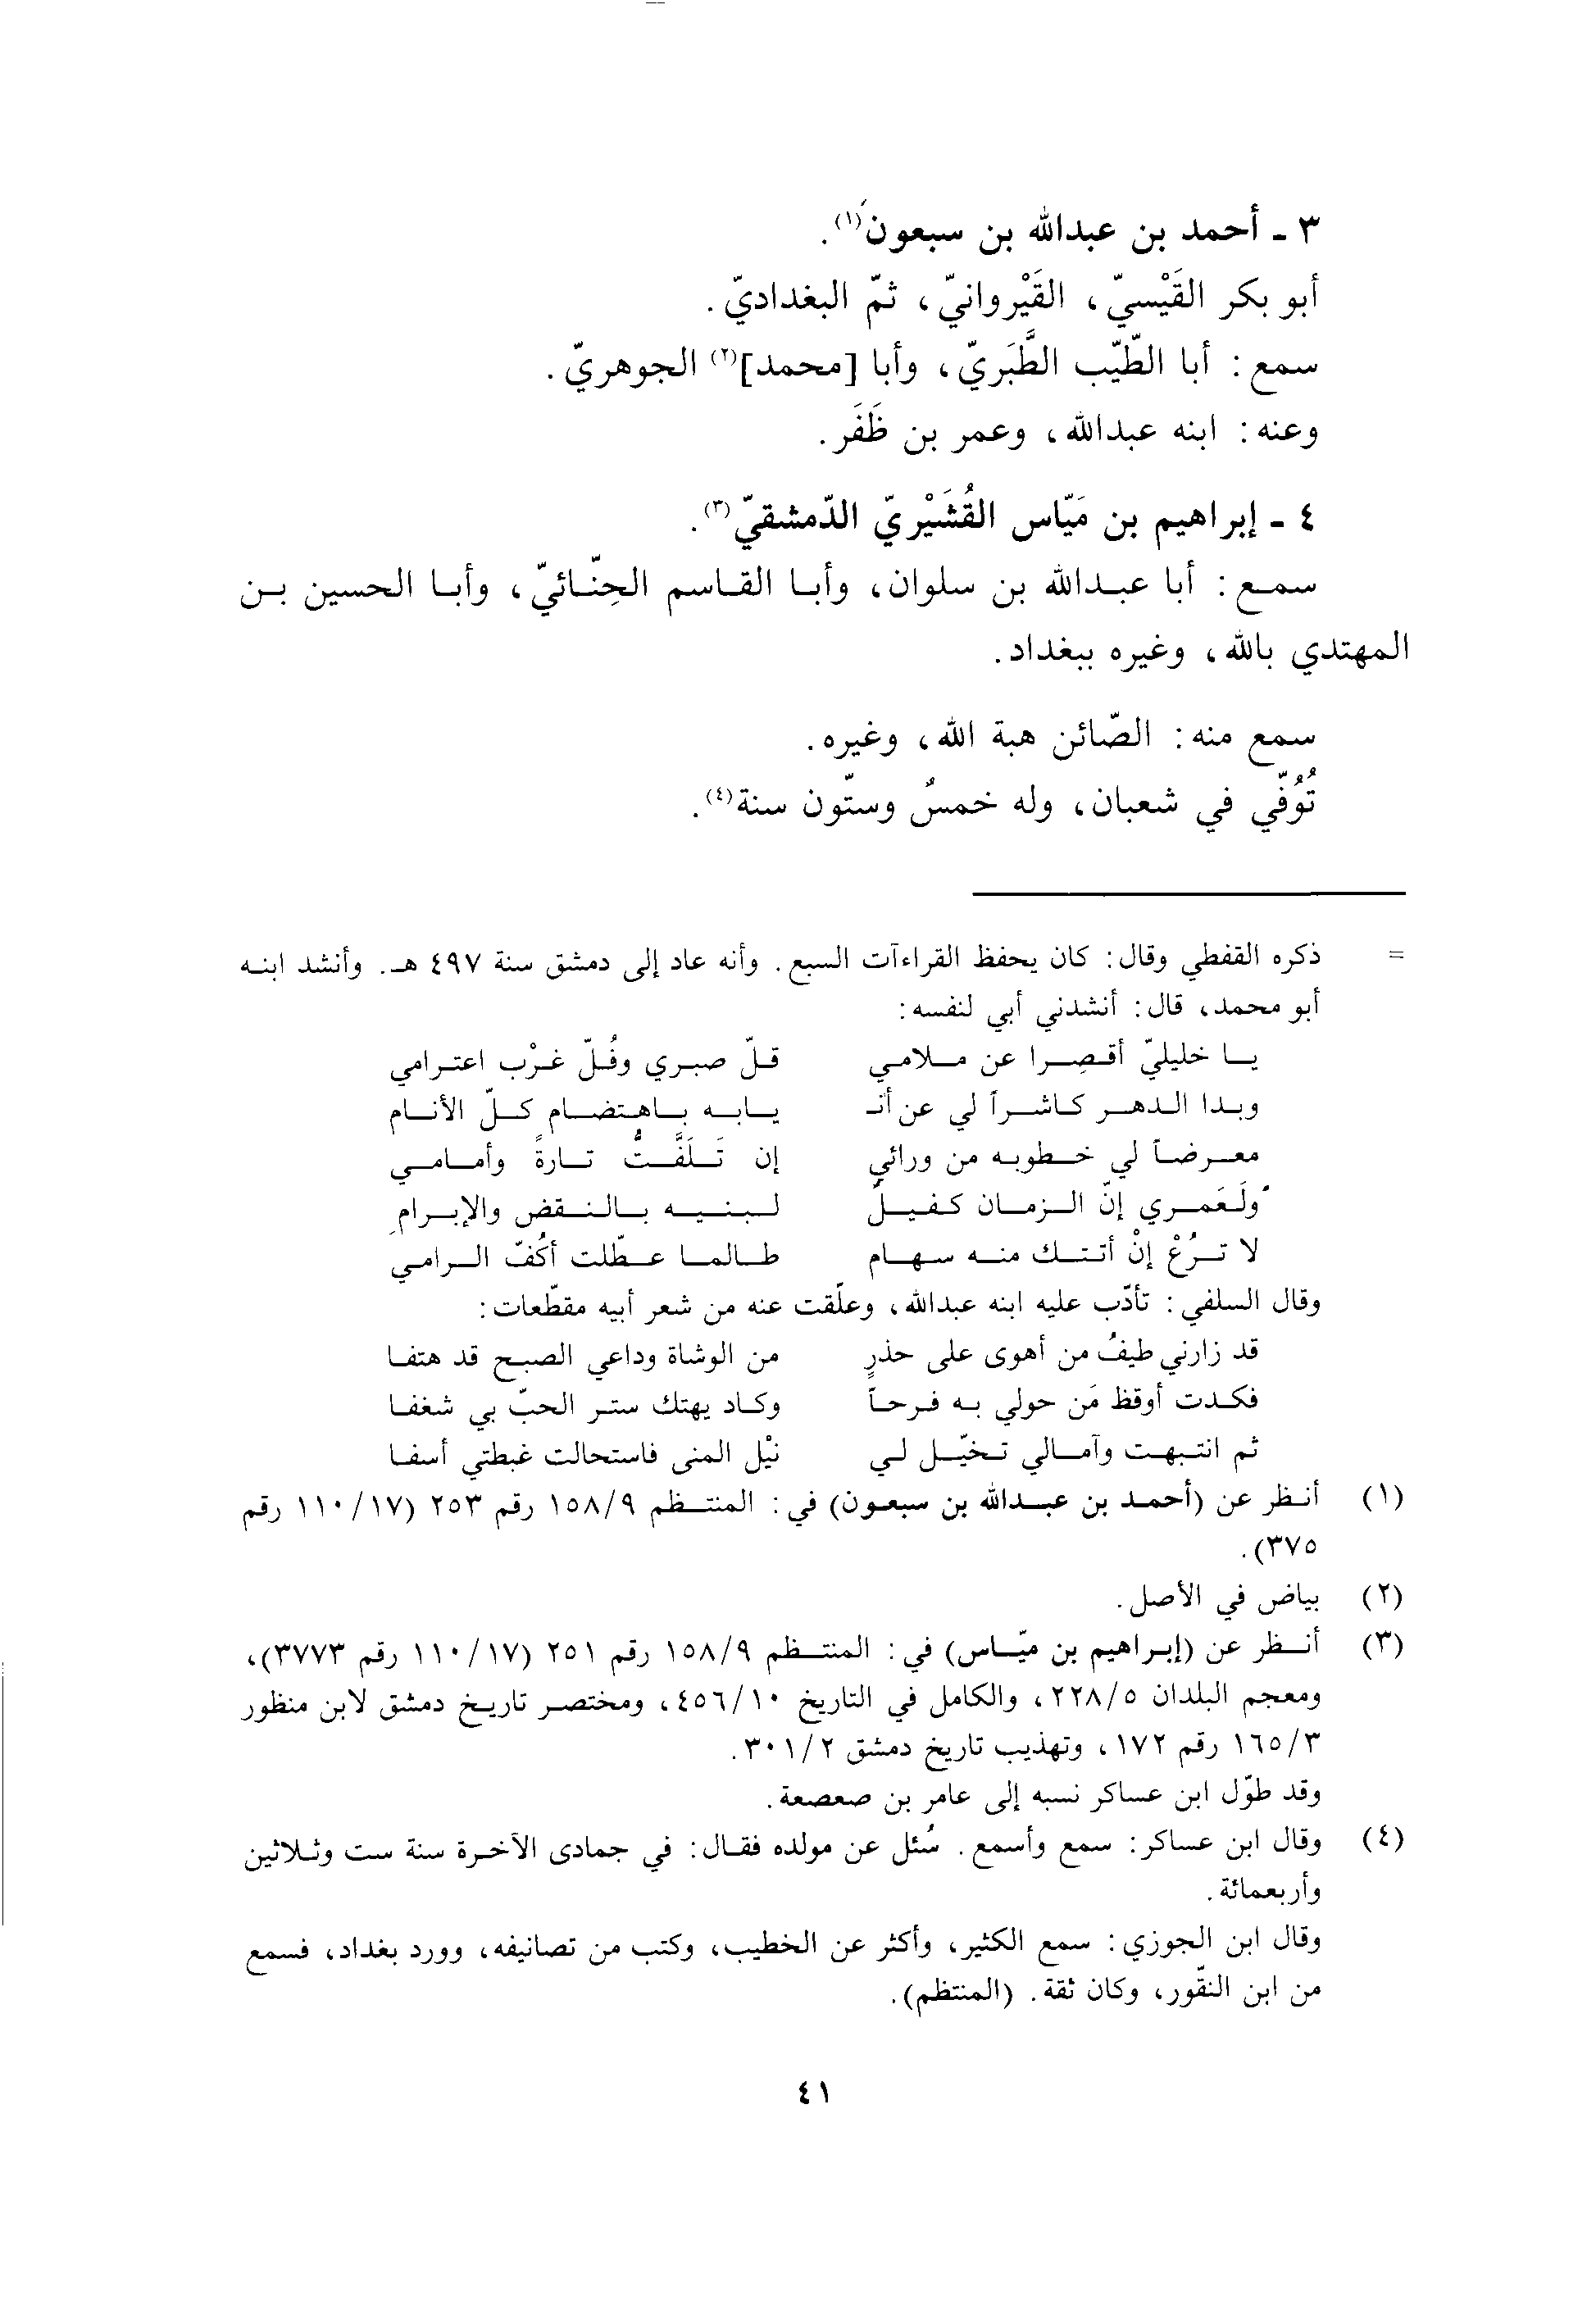 ٣ ـ أحمد بن عبدالله بن سبعون(١).
أبو بكر القَيْسيّ، القَيْروانيّ، ثمّ البغداديّ.
سمع: أبا الطّيّب الطَّبَريّ، وأبا [محمد](٢) الجوهريّ.
وعنه: ابنه عبدالله، وعمر بن ظَفَر.
٤ ـ إبراهيم بن مَيّاس القُشَيْريّ الدّمشقيّ(٣).
سمع: أبا عبدالله بن سلوان، وأبا القاسم الحِنّائيّ، وأبا الحسين بن
المهتدي بالله، وغيره ببغداد.
سمع منه: الصّائن هبة الله، وغيره.
تُوُفّي في شعبان، وله خمسٌ وستّون سنة(٤).
= ذكره القفطي وقال: كان يحفظ القراءآت السبع. وأنه عاد إلى دمشق سنة ٤٩٧ هـ. وأنشد ابنه
أبو محمد، قال: أنشدني أبي لنفسه:
يا خليليّ أقصِرا عن ملامي قلّ صبري وفُلّ غرْب اعترامي
وبدا الدهر كاشراً لي عن أنـ يابه باهتضام كلّ الأنام
معرضاً لي خطوبه من ورائي إن تَلَفَّتُّ تارةً وأمامي
ولَعَمري إنّ الزمان كفيلٌ لبنيه بالنقض والإبرامِ
لا تُرَعْ إنْ أتتك منه سهام طالما عطّلت أكُفّ الرامي
وقال السلفي: تأدّب عليه ابنه عبدالله، وعلّقت عنه من شعر أبيه مقطّعات:
قد زارني طيفُ من أهوى على حذرٍ من الوشاة وداعي الصبح قد هتفا
فكدت أوقظ مَن حولي به فرحاً وكاد يهتك ستر الحبّ بي شغفا
ثم انتبهت وآمالي تخيّل لي نيْل المنى فاستحالت غبطتي أسفا
(١) أنظر عن (أحمد بن عبدالله بن سبعون) في: المنتظم ١٥٨/٩ رقم ٢٥٣ (١١٠/١٧ رقم
٣٧٥).
(٢) بياض في الأصل.
(٣) أنظر عن (إبراهيم بن ميّاس) في: المنتظم ١٥٨/٩ رقم ٢٥١ (١١٠/١٧ رقم ٣٧٧٣)،
ومعجم البلدان ٢٢٨/٥، والكامل في التاريخ ٤٥٦/١٠، ومختصر تاريخ دمشق لابن منظور
١٦٥/٣ رقم ١٧٢، وتهذيب تاريخ دمشق ٣٠١/٢.
وقد طوّل ابن عساكر نسبه إلى عامر بن صعصعة.
(٤) وقال ابن عساكر: سمع وأسمع. سُئل عن مولده فقال: في جمادى الآخرة سنة ست وثلاثين
وأربعمائة.
وقال ابن الجوزي: سمع الكثير، وأكثر عن الخطيب، وكتب من تصانيفه، وورد بغداد، فسمع
من ابن النقّور، وكان ثقة. (المنتظم).
٤١